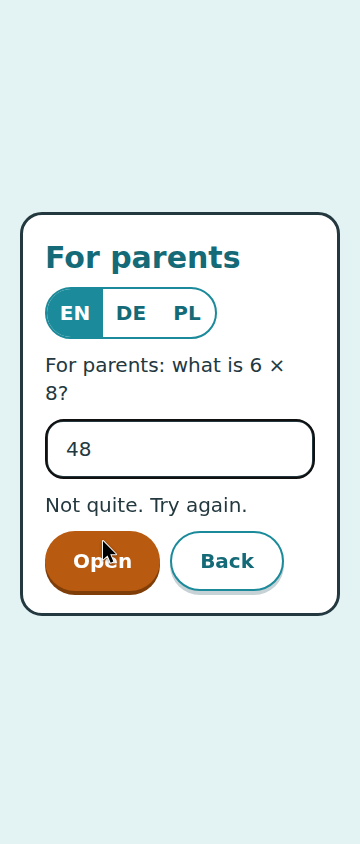 For parents
EN DE PL
For parents: what is 6 ×
8?
48
Not quite. Try again.
Open Back